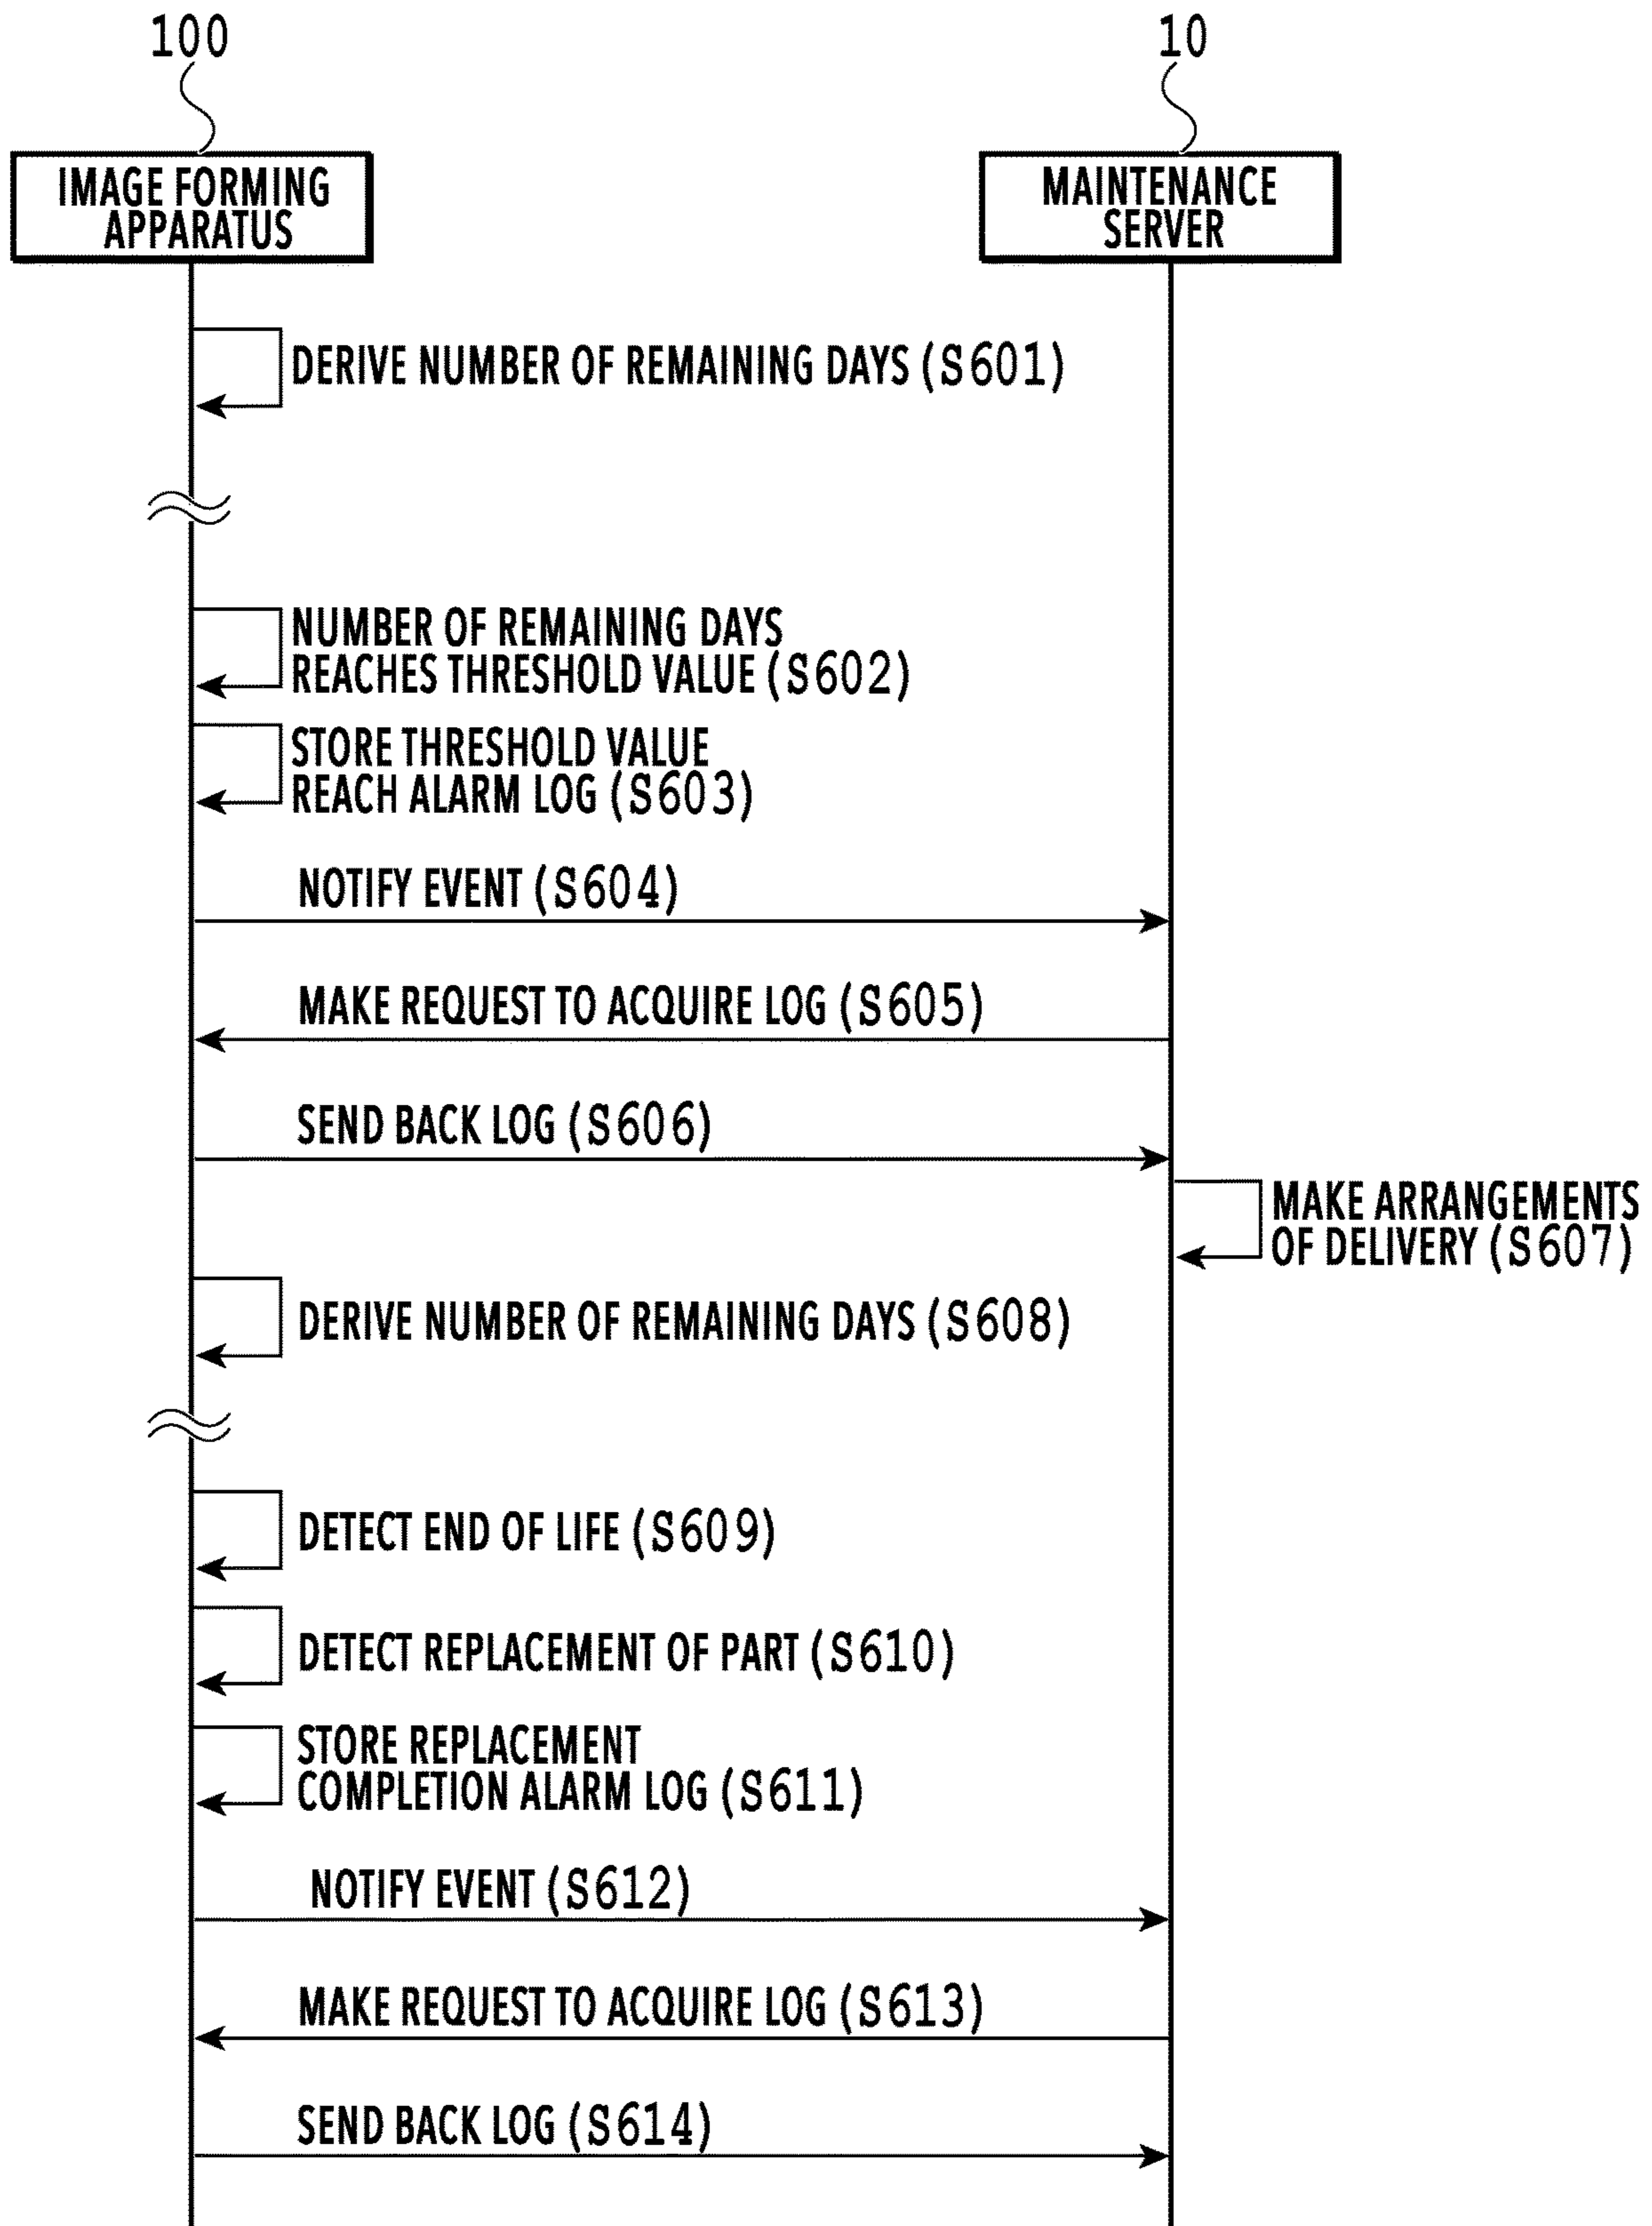 100
10
IMAGE FORMING
APPARATUS
MAINTENANCE
SERVER
DERIVE NUMBER OF REMAINING DAYS (S601)
NUMBER OF REMAINING DAYS
REACHES THRESHOLD VALUE (S602)
STORE THRESHOLD VALUE
REACH ALARM LOG (S603)
NOTIFY EVENT (S604)
MAKE REQUEST TO ACQUIRE LOG (S605)
SEND BACK LOG (S606)
MAKE ARRANGEMENTS
OF DELIVERY (S607)
DERIVE NUMBER OF REMAINING DAYS (S608)
DETECT END OF LIFE (S609)
DETECT REPLACEMENT OF PART (S610)
STORE REPLACEMENT
COMPLETION ALARM LOG (S611)
NOTIFY EVENT (S612)
MAKE REQUEST TO ACQUIRE LOG (S613)
SEND BACK LOG (S614)